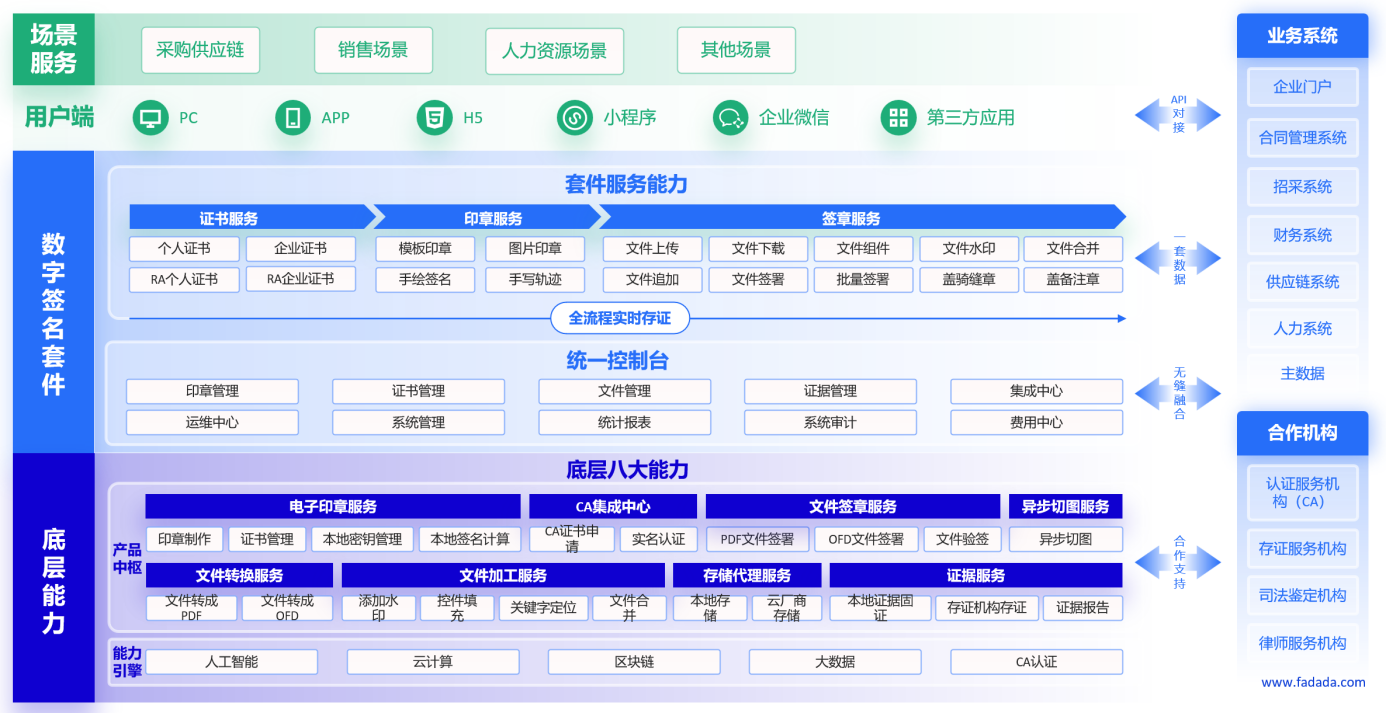 场景
服务
采购供应链
销售场景
人力资源场景
其他场景
用户端
PC
APP
H5
小程序
企业微信
第三方应用
数字签名套件
套件服务能力
证书服务
印章服务
签章服务
个人证书
企业证书
模板印章
图片印章
文件上传
文件下载
文件组件
文件水印
文件合并
RA个人证书
RA企业证书
手绘签名
手写轨迹
文件追加
文件签署
批量签署
盖骑缝章
盖备注章
全流程实时存证
统一控制台
印章管理
证书管理
文件管理
证据管理
集成中心
运维中心
系统管理
统计报表
系统审计
费用中心
底层能力
底层八大能力
产品
中枢
电子印章服务
CA集成中心
文件签章服务
异步切图服务
印章制作
证书管理
本地密钥管理
本地签名计算
CA证书申
请
实名认证
PDF文件签署
OFD文件签署
文件验签
异步切图
文件转换服务
文件加工服务
存储代理服务
证据服务
文件转成
PDF
文件转成
OFD
添加水
印
控件填
充
关键字定位
文件合
并
本地存
储
云厂商
存储
本地证据固
证
存证机构存证
证据报告
能力
引擎
人工智能
云计算
区块链
大数据
CA认证
API
对
接
一套数据
无缝融合
合作支持
业务系统
企业门户
合同管理系统
招采系统
财务系统
供应链系统
人力系统
主数据
合作机构
认证服务机
构（CA）
存证服务机构
司法鉴定机构
律师服务机构
www.fadada.com